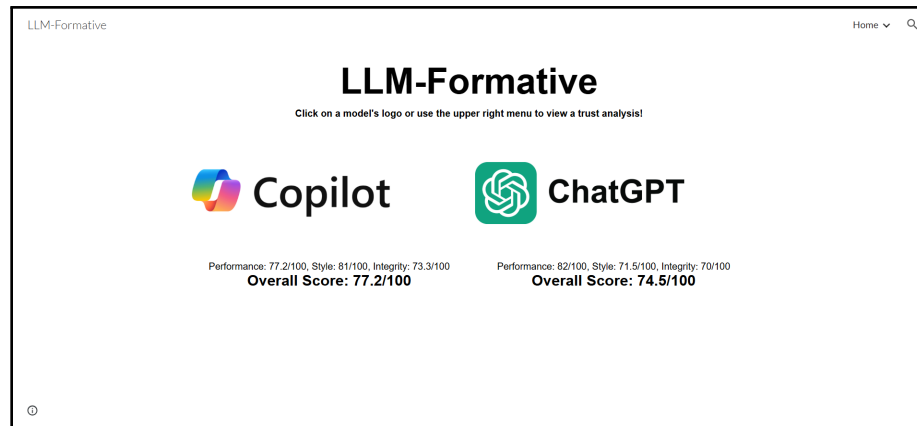 LLM-Formative
Home
LLM-Formative
Click on a model's logo or use the upper right menu to view a trust analysis!
Copilot
ChatGPT
Performance: 77.2/100, Style: 81/100, Integrity: 73.3/100
Overall Score: 77.2/100
Performance: 82/100, Style: 71.5/100, Integrity: 70/100
Overall Score: 74.5/100